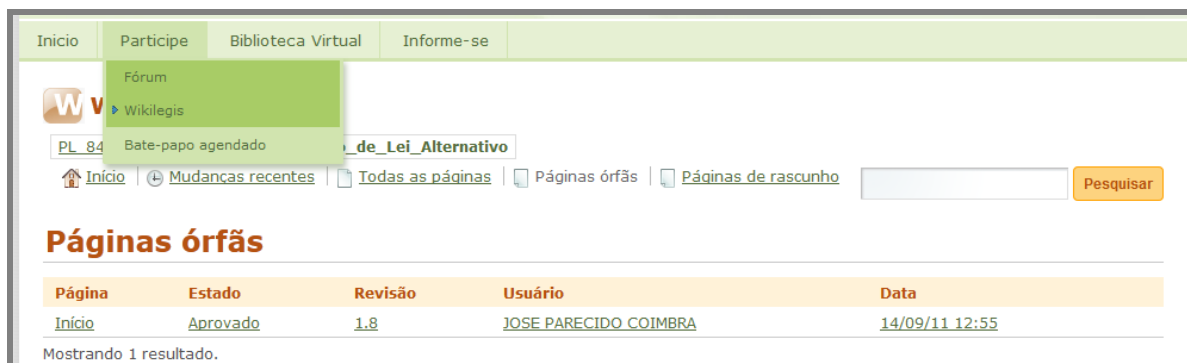 Inicio Participe Biblioteca Virtual Informe-se
Fórum
W
Wikilegis
Bate-papo agendado
PL_84 _de_Lei_Alternativo
Início Mudanças recentes Todas as páginas Páginas órfãs Páginas de rascunho Pesquisar
Páginas órfãs
Página Estado Revisão Usuário Data
Início Aprovado 1.8 JOSE PARECIDO COIMBRA 14/09/11 12:55
Mostrando 1 resultado.